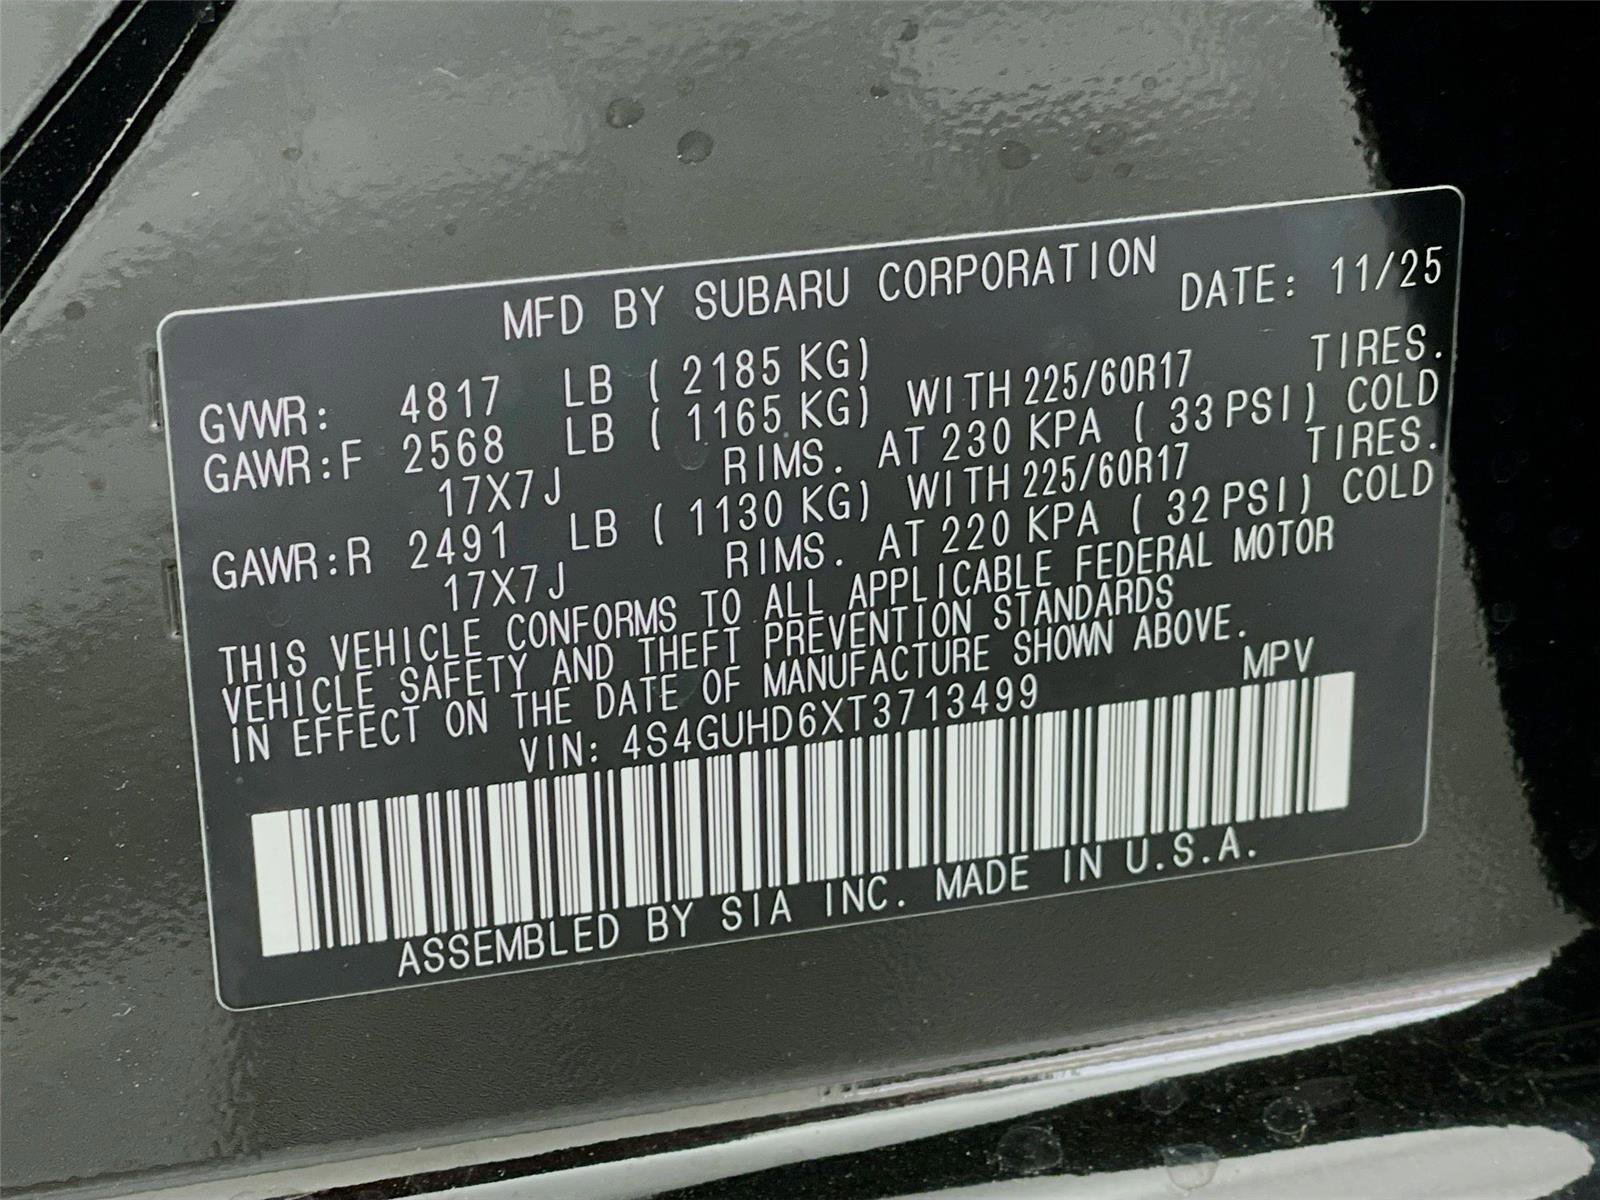 MFD BY SUBARU CORPORATION DATE: 11/25
GVWR: 4817 LB ( 2185 KG)
GAWR:F 2568 LB ( 1165 KG) WITH 225/60R17 TIRES.
17X7J RIMS. AT 230 KPA ( 33 PSI) COLD
GAWR:R 2491 LB ( 1130 KG) WITH 225/60R17 TIRES.
17X7J RIMS. AT 220 KPA ( 32 PSI) COLD
THIS VEHICLE CONFORMS TO ALL APPLICABLE FEDERAL MOTOR
VEHICLE SAFETY AND THEFT PREVENTION STANDARDS
IN EFFECT ON THE DATE OF MANUFACTURE SHOWN ABOVE.
VIN: 4S4GUHD6XT3713499 MPV
ASSEMBLED BY SIA INC. MADE IN U.S.A.